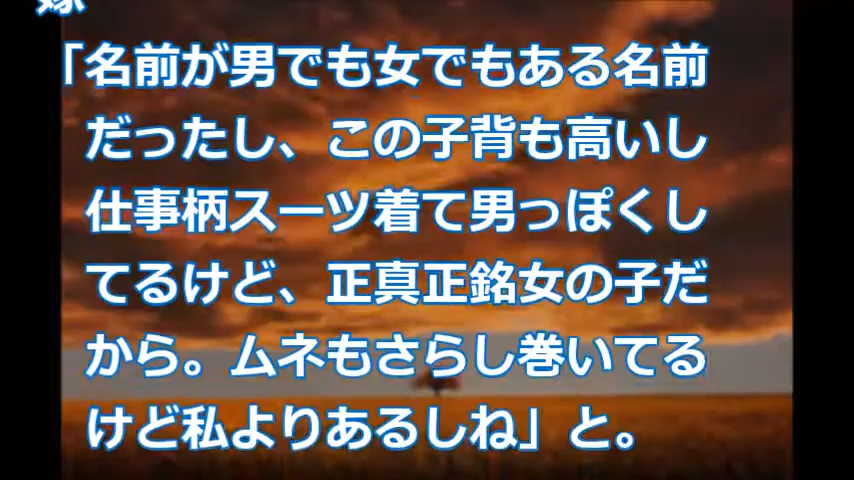 嫁
「名前が男でも女でもある名前
だったし、この子背も高いし
仕事柄スーツ着て男っぽくし
てるけど、正真正銘女の子だ
から。ムネもさらし巻いてる
けど私よりあるしね」と。